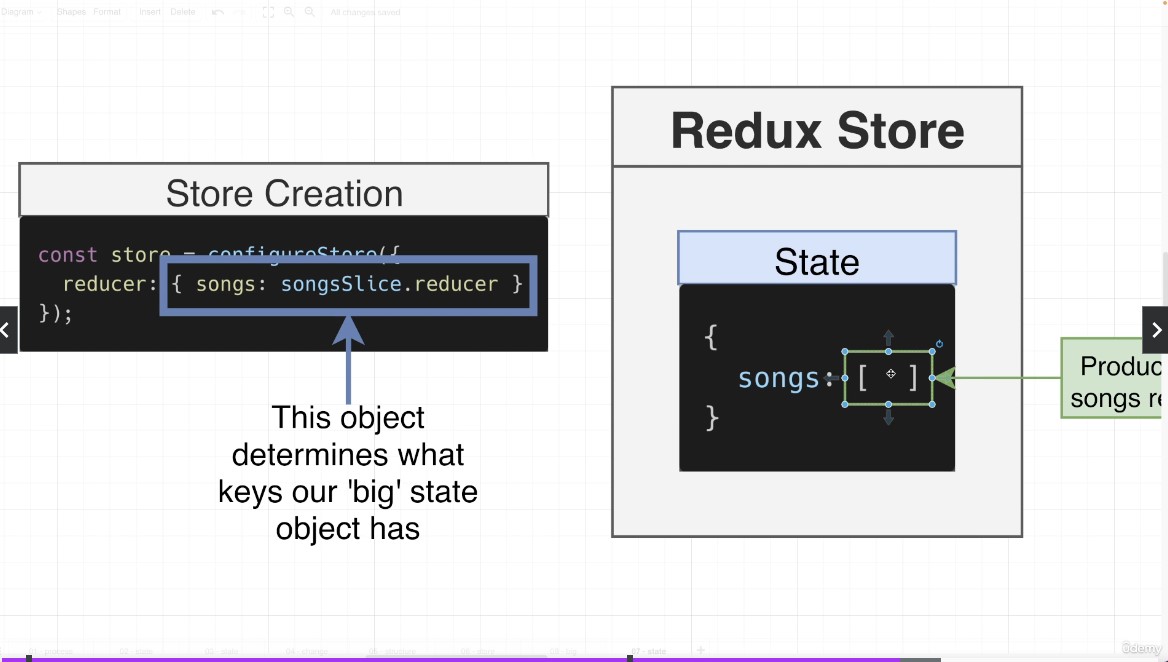 Diagram
Shapes Format Insert Delete
All changes saved
Redux Store
Store Creation
const store = configureStore({
reducer: { songs: songsSlice.reducer }
});
This object
determines what
keys our 'big' state
object has
State
{
songs: [ ]
}
Produc
songs re
07 - state
ûdemy